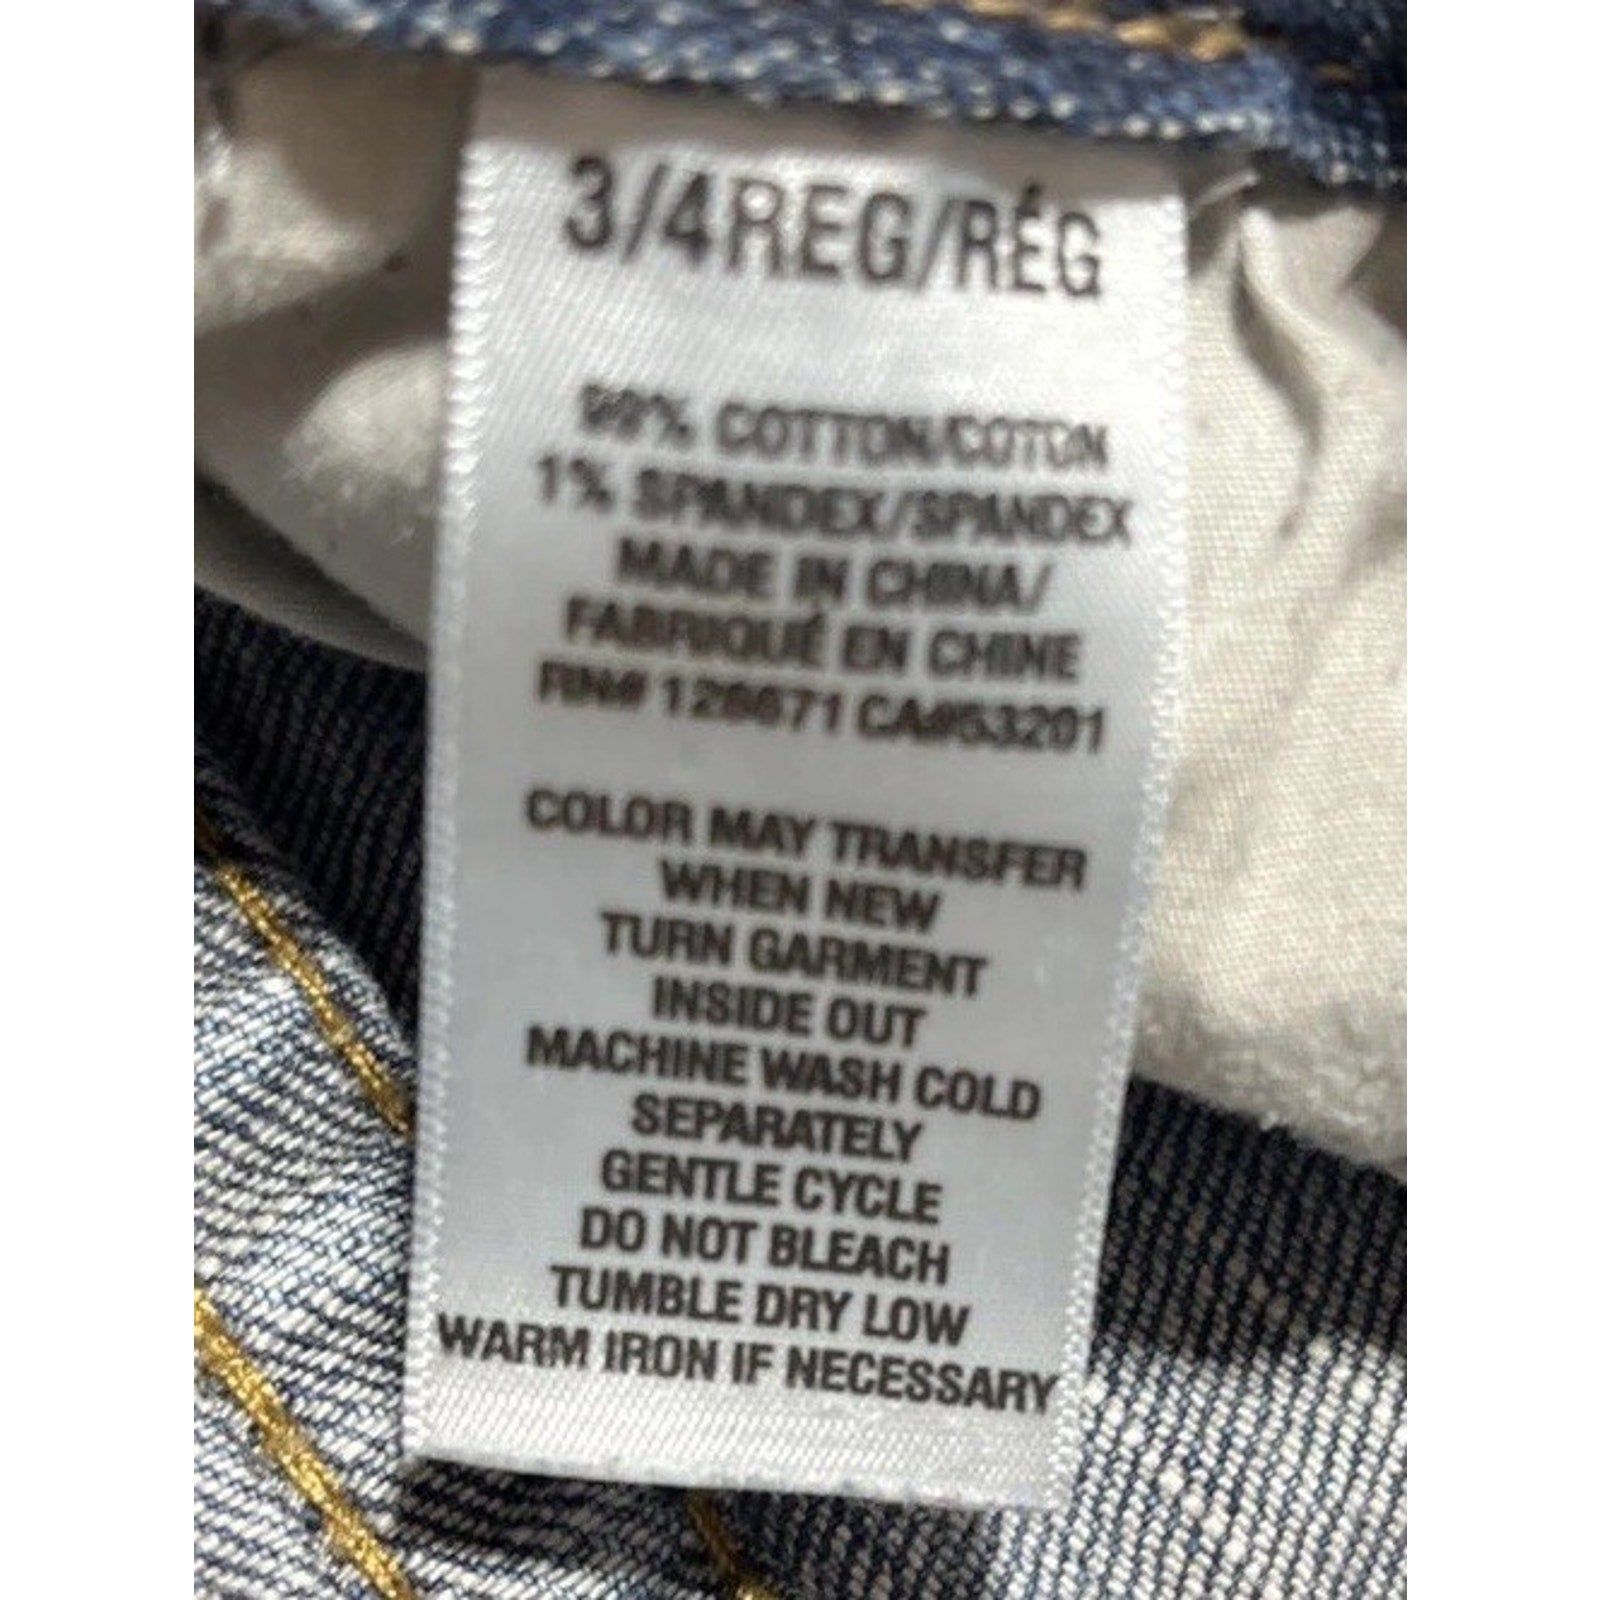 3/4REG/RÉG
99% COTTON/COTON
1% SPANDEX/SPANDEX
MADE IN CHINA/
FABRIQUÉ EN CHINE
RN# 128671 CA#53201
COLOR MAY TRANSFER
WHEN NEW
TURN GARMENT
INSIDE OUT
MACHINE WASH COLD
SEPARATELY
GENTLE CYCLE
DO NOT BLEACH
TUMBLE DRY LOW
WARM IRON IF NECESSARY